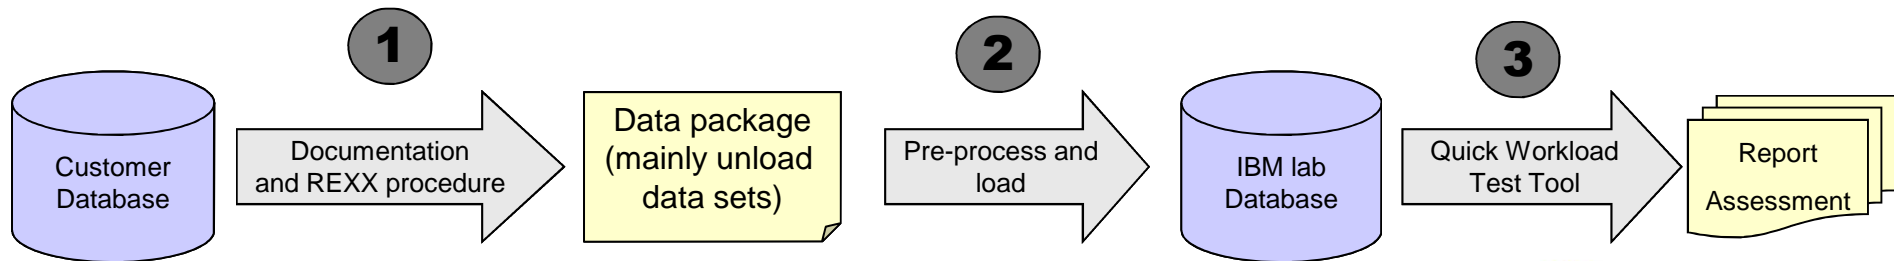 1
2
3
Customer
Database
Documentation
and REXX procedure
Data package
(mainly unload
data sets)
Pre-process and
load
IBM lab
Database
Quick Workload
Test Tool
Report
Assessment